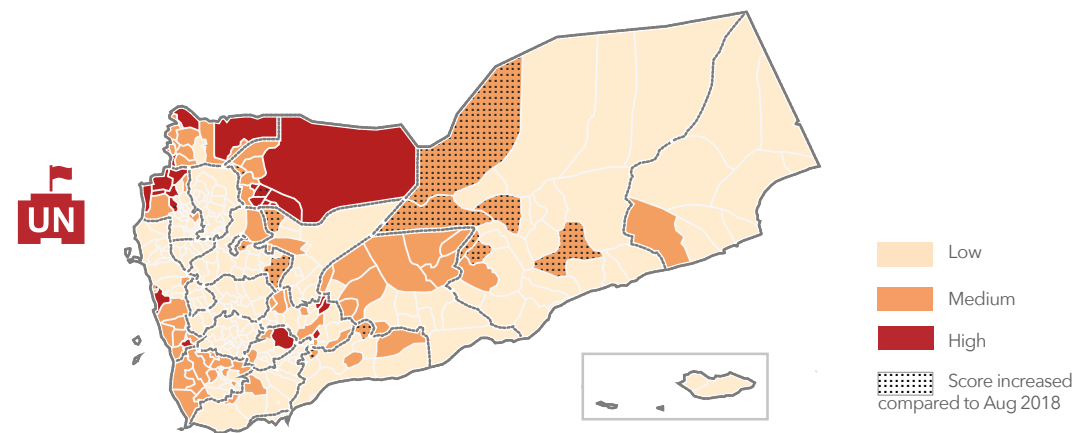 UN
Low
Medium
High
Score increased
compared to Aug 2018